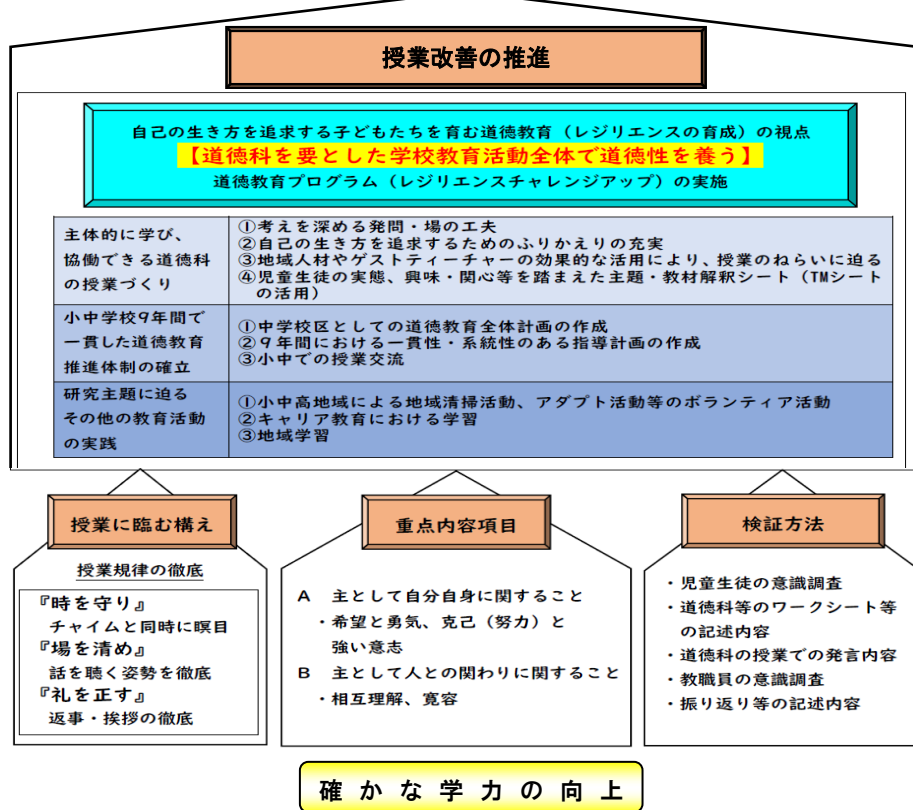 授業改善の推進
自己の生き方を追求する子どもたちを育む道徳教育（レジリエンスの育成）の視点
【道徳科を要とした学校教育活動全体で道徳性を養う】
道徳教育プログラム（レジリエンスチャレンジアップ）の実施
主体的に学び、
協働できる道徳科
の授業づくり
①考えを深める発問・場の工夫
②自己の生き方を追求するためのふりかえりの充実
③地域人材やゲストティーチャーの効果的な活用により、授業のねらいに迫る
④児童生徒の実態、興味・関心等を踏まえた主題・教材解釈シート（TMシート
の活用）
小中学校9年間で
一貫した道徳教育
推進体制の確立
①中学校区としての道徳教育全体計画の作成
②９年間における一貫性・系統性のある指導計画の作成
③小中での授業交流
研究主題に迫る
その他の教育活動
の実践
①小中高地域による地域清掃活動、アダプト活動等のボランティア活動
②キャリア教育における学習
③地域学習
授業に臨む構え
授業規律の徹底
『時を守り』
チャイムと同時に瞑目
『場を清め』
話を聴く姿勢を徹底
『礼を正す』
返事・挨拶の徹底
重点内容項目
A　主として自分自身に関すること
・希望と勇気、克己（努力）と
強い意志
B　主として人との関わりに関すること
・相互理解、寛容
検証方法
・児童生徒の意識調査
・道徳科等のワークシート等
の記述内容
・道徳科の授業での発言内容
・教職員の意識調査
・振り返り等の記述内容
確かな学力の向上